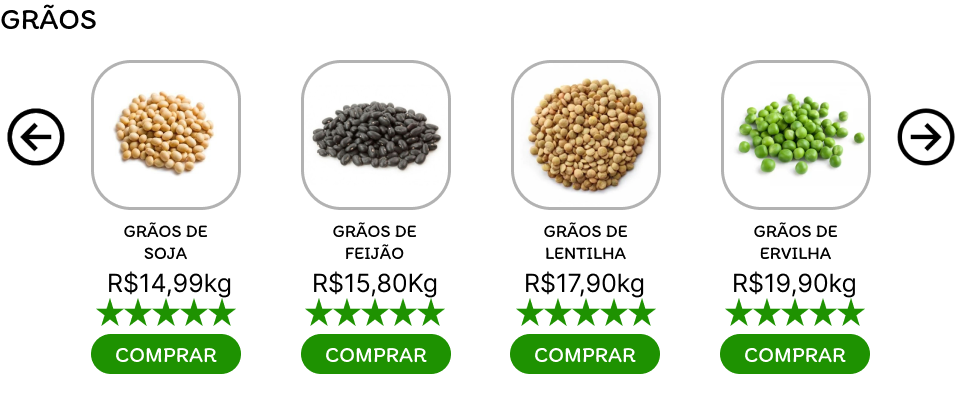 GRÃOS
GRÃOS DE
SOJA
R$14,99kg
COMPRAR
GRÃOS DE
FEIJÃO
R$15,80Kg
COMPRAR
GRÃOS DE
LENTILHA
R$17,90kg
COMPRAR
GRÃOS DE
ERVILHA
R$19,90kg
COMPRAR